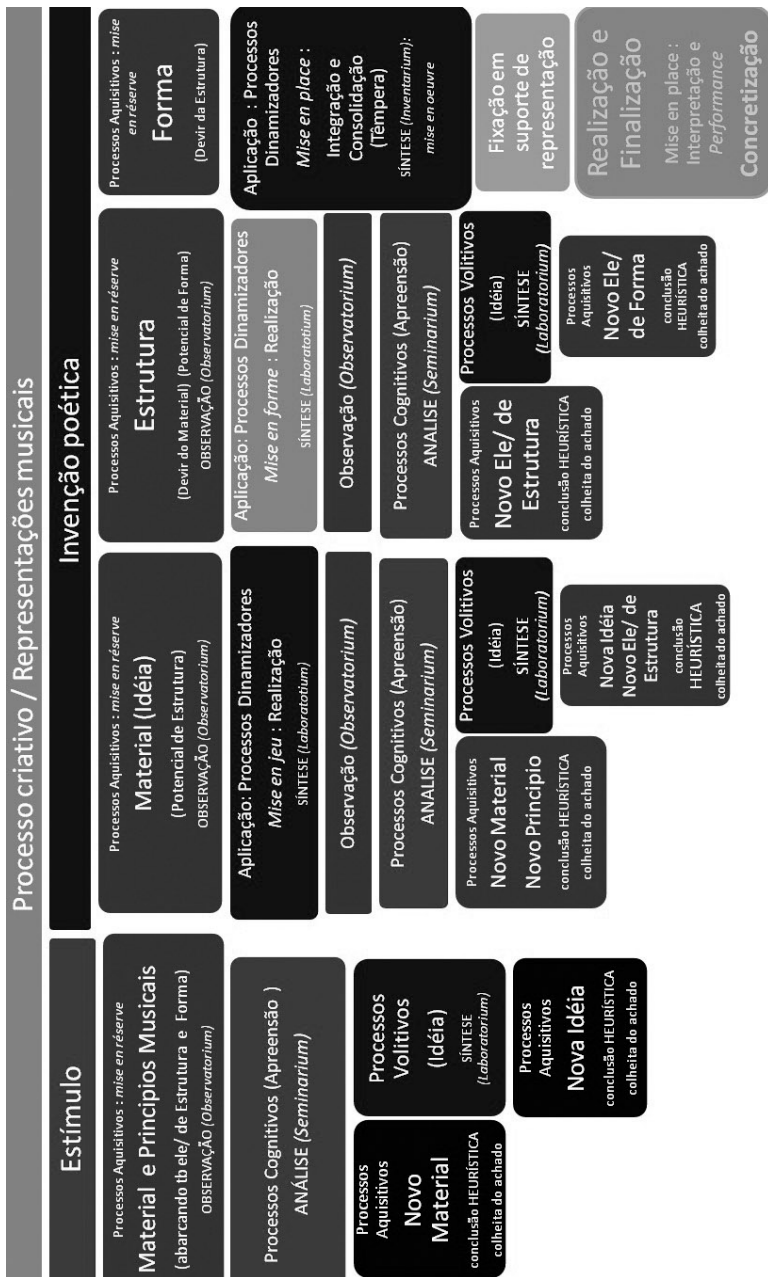 Processo criativo / Representações musicais
Estímulo
Processos Aquisitivos : mise en réserve
Material e Principios Musicais
(abarcando tb ele/ de Estrutura e Forma)
OBSERVAÇÃO (Observatorium)
Processos Cognitivos (Apreensão )
ANÁLISE (Seminarium)
Processos
Aquisitivos
Novo
Material
conclusão HEURÍSTICA
colheita do achado
Processos
Volitivos
(Idéia)
SÍNTESE
(Laboratorium)
Processos
Aquisitivos
Nova Idéia
conclusão HEURÍSTICA
colheita do achado
Invenção poética
Processos Aquisitivos : mise en réserve
Material (Idéia)
(Potencial de Estrutura)
OBSERVAÇÃO (Observatorium)
Aplicação: Processos Dinamizadores
Mise en jeu : Realização
SÍNTESE (Laboratotium)
Observação (Observatorium)
Processos Cognitivos (Apreensão)
ANALISE (Seminarium)
Processos Aquisitivos
Novo Material
Novo Principio
conclusão HEURÍSTICA
colheita do achado
Processos Volitivos
(Idéia)
SÍNTESE
(Laboratorium)
Processos
Aquisitivos
Nova Idéia
Novo Ele/ de
Estrutura
conclusão
HEURÍSTICA
colheita do achado
Processos Aquisitivos : mise en réserve
Estrutura
(Devir do Material) (Potencial de Forma)
OBSERVAÇÃO (Observatorium)
Aplicação: Processos Dinamizadores
Mise en forme : Realização
SÍNTESE (Laboratotium)
Observação (Observatorium)
Processos Cognitivos (Apreensão)
ANALISE (Seminarium)
Processos Aquisitivos
Novo Ele/ de
Estrutura
conclusão HEURÍSTICA
colheita do achado
Processos Volitivos
(Idéia)
SÍNTESE
(Laboratorium)
Processos
Aquisitivos
Novo Ele/
de Forma
conclusão
HEURÍSTICA
colheita do achado
Processos Aquisitivos : mise
en réserve
Forma
(Devir da Estrutura)
Aplicação : Processos
Dinamizadores
Mise en place :
Integração e
Consolidação
(Têmpera)
SÍNTESE (Inventarium):
mise en oeuvre
Fixação em
suporte de
representação
Realização e
Finalização
Mise en place :
Interpretação e
Performance
Concretização